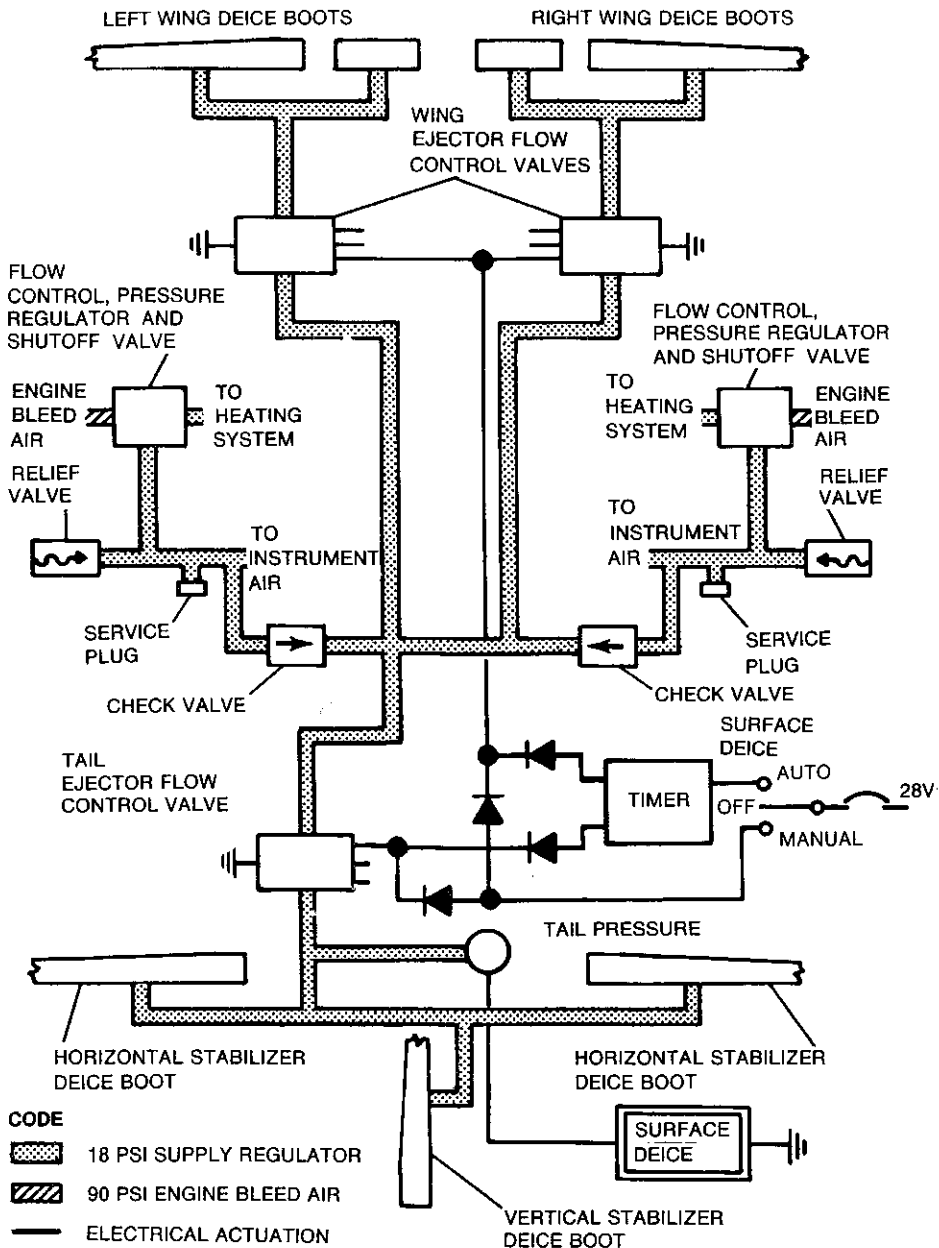 LEFT WING DEICE BOOTS
RIGHT WING DEICE BOOTS
WING
EJECTOR FLOW
CONTROL VALVES
FLOW
CONTROL, PRESSURE
REGULATOR AND
SHUTOFF VALVE
FLOW CONTROL,
PRESSURE REGULATOR
AND SHUTOFF VALVE
ENGINE
BLEED
AIR
TO
HEATING
SYSTEM
TO
HEATING
SYSTEM
ENGINE
BLEED
AIR
RELIEF
VALVE
TO
INSTRUMENT
AIR
TO
INSTRUMENT
AIR
RELIEF
VALVE
SERVICE
PLUG
SERVICE
PLUG
CHECK VALVE
CHECK VALVE
TAIL
EJECTOR FLOW
CONTROL VALVE
SURFACE
DEICE
TIMER
AUTO
OFF
MANUAL
28V
TAIL PRESSURE
HORIZONTAL STABILIZER
DEICE BOOT
HORIZONTAL STABILIZER
DEICE BOOT
CODE
18 PSI SUPPLY REGULATOR
90 PSI ENGINE BLEED AIR
ELECTRICAL ACTUATION
SURFACE
DEICE
VERTICAL STABILIZER
DEICE BOOT